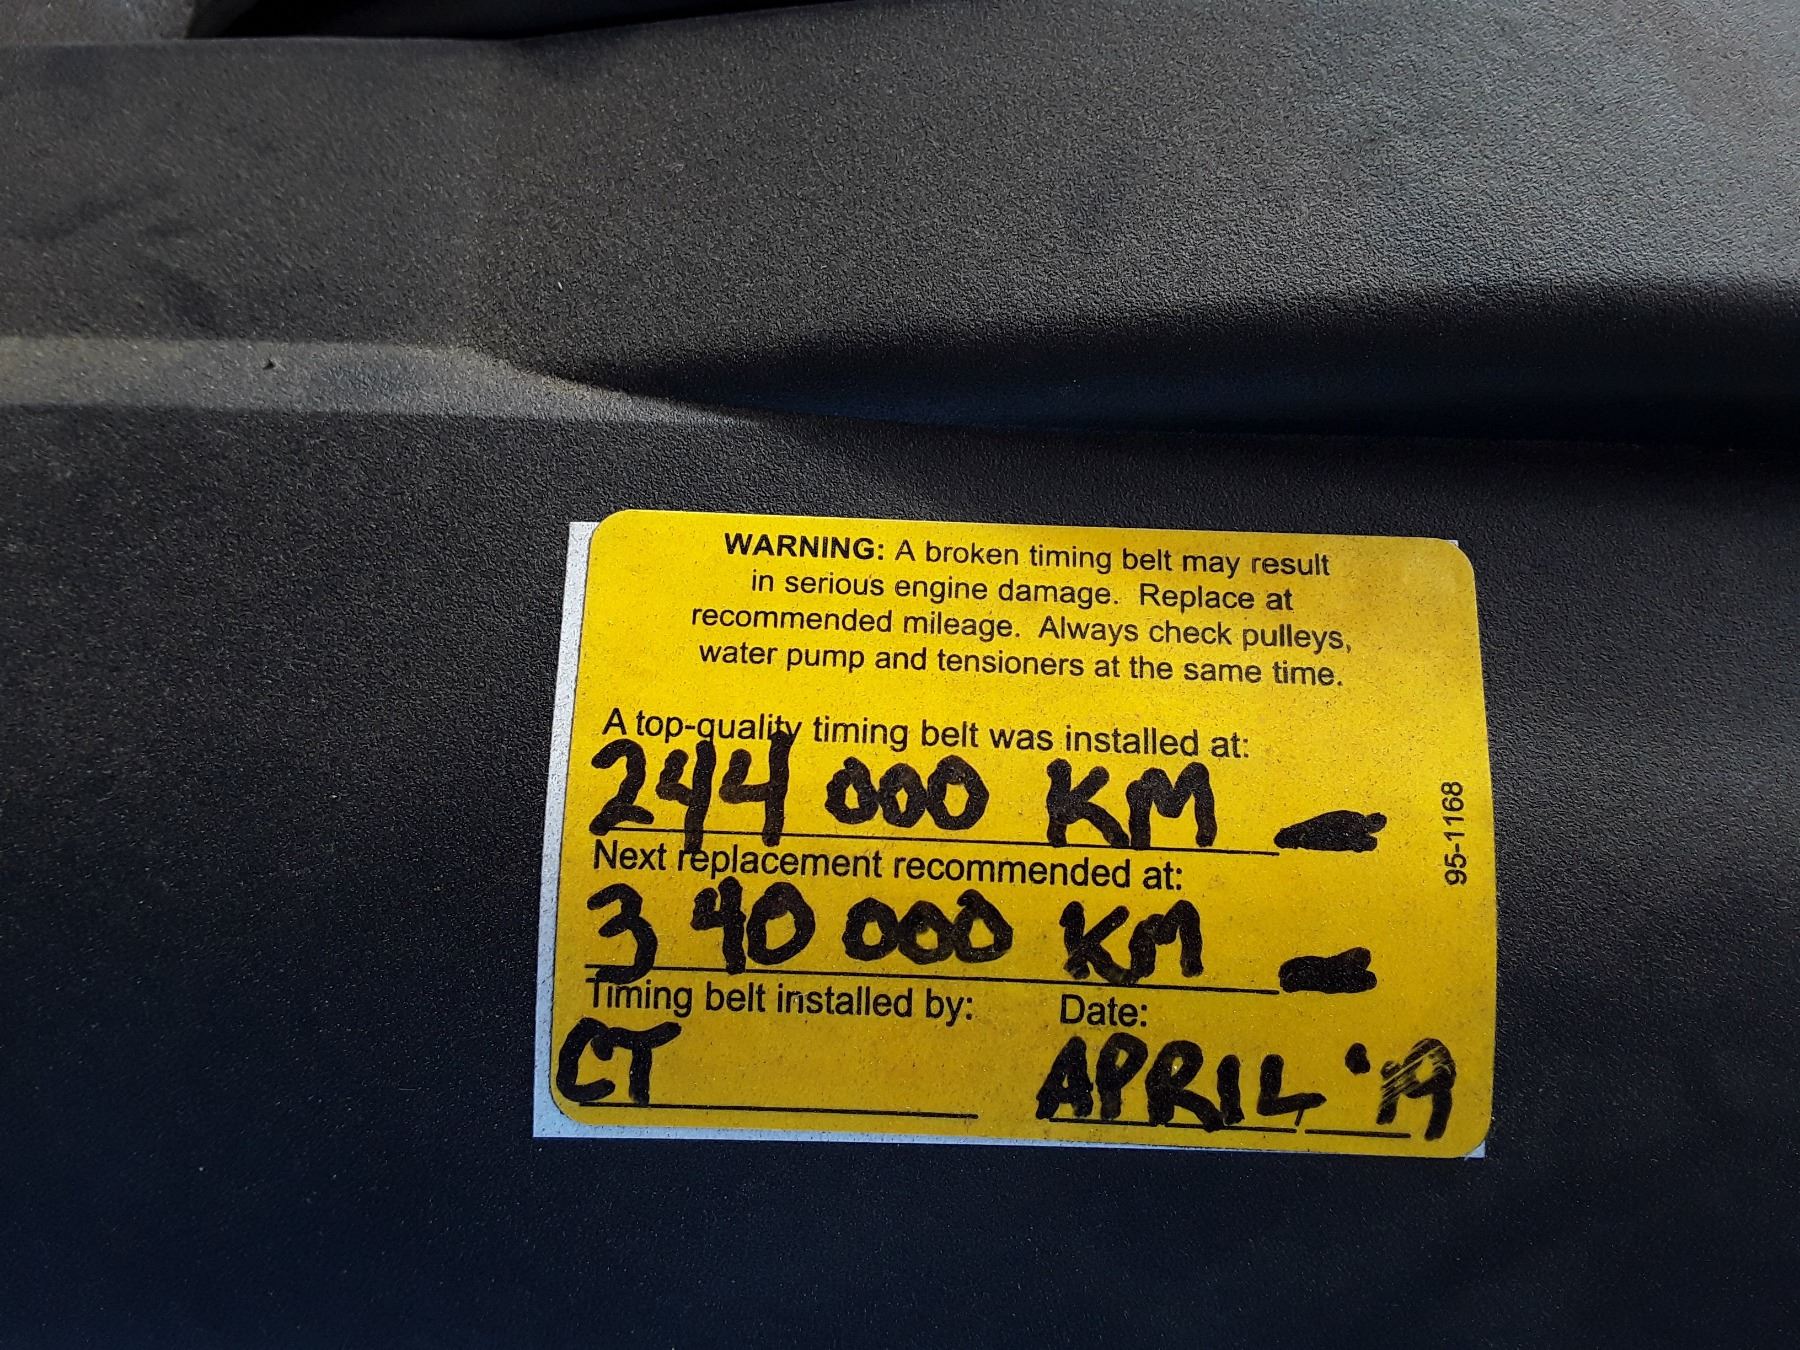 WARNING: A broken timing belt may result
in serious engine damage. Replace at
recommended mileage. Always check pulleys,
water pump and tensioners at the same time.
A top-quality timing belt was installed at:
244 000 KM
Next replacement recommended at:
340 000 KM
Timing belt installed by: Date:
CT APRIL '19
95-1168